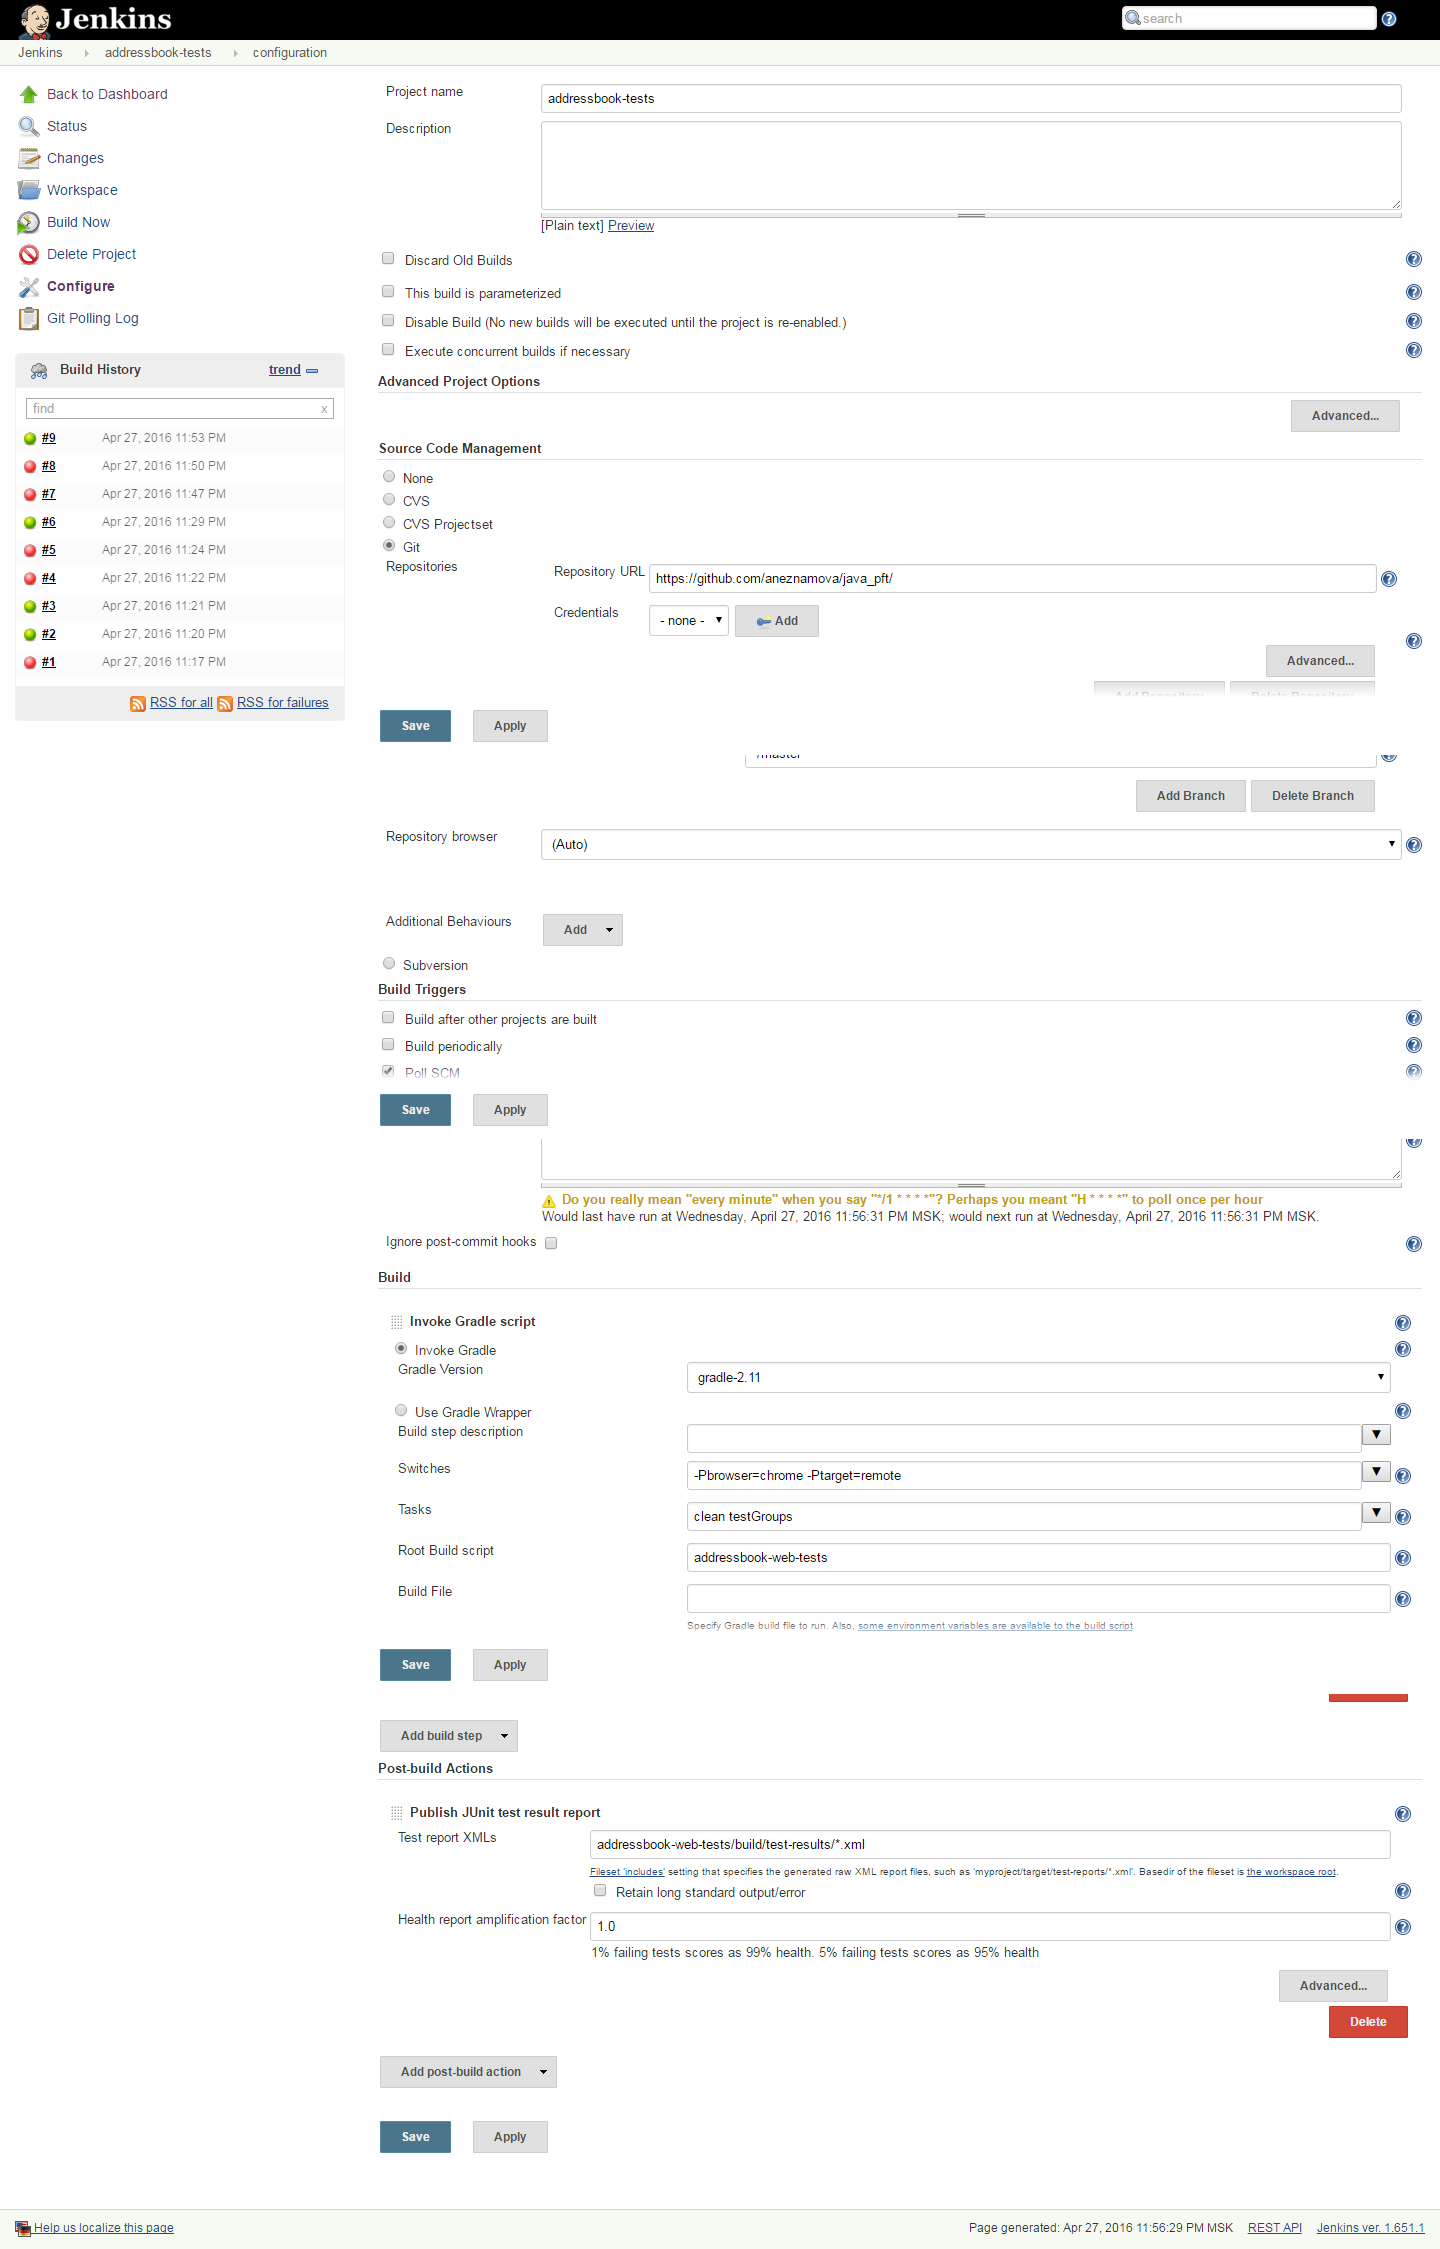 Jenkins
search
Jenkins addressbook-tests configuration
Back to Dashboard
Status
Changes
Workspace
Build Now
Delete Project
Configure
Git Polling Log
Build History trend
find x
#9 Apr 27, 2016 11:53 PM
#8 Apr 27, 2016 11:50 PM
#7 Apr 27, 2016 11:47 PM
#6 Apr 27, 2016 11:29 PM
#5 Apr 27, 2016 11:24 PM
#4 Apr 27, 2016 11:22 PM
#3 Apr 27, 2016 11:21 PM
#2 Apr 27, 2016 11:20 PM
#1 Apr 27, 2016 11:17 PM
RSS for all RSS for failures
Project name addressbook-tests
Description
[Plain text] Preview
Discard Old Builds
This build is parameterized
Disable Build (No new builds will be executed until the project is re-enabled.)
Execute concurrent builds if necessary
Advanced Project Options
Advanced...
Source Code Management
None
CVS
CVS Projectset
Git
Repositories
Repository URL https://github.com/aneznamova/java_pft/
Credentials - none - Add
Advanced...
Add Repository Delete Repository
Save Apply
*/master
Add Branch Delete Branch
Repository browser (Auto)
Additional Behaviours Add
Subversion
Build Triggers
Build after other projects are built
Build periodically
Poll SCM
Save Apply
Do you really mean "every minute" when you say "*/1 * * * *"? Perhaps you meant "H * * * *" to poll once per hour
Would last have run at Wednesday, April 27, 2016 11:56:31 PM MSK; would next run at Wednesday, April 27, 2016 11:56:31 PM MSK.
Ignore post-commit hooks
Build
Invoke Gradle script
Invoke Gradle
Gradle Version gradle-2.11
Use Gradle Wrapper
Build step description
Switches -Pbrowser=chrome -Ptarget=remote
Tasks clean testGroups
Root Build script addressbook-web-tests
Build File
Specify Gradle build file to run. Also, some environment variables are available to the build script
Save Apply
Add build step
Post-build Actions
Publish JUnit test result report
Test report XMLs addressbook-web-tests/build/test-results/*.xml
Fileset 'includes' setting that specifies the generated raw XML report files, such as 'myproject/target/test-reports/*.xml'. Basedir of the fileset is the workspace root.
Retain long standard output/error
Health report amplification factor 1.0
1% failing tests scores as 99% health. 5% failing tests scores as 95% health
Advanced...
Delete
Add post-build action
Save Apply
Help us localize this page
Page generated: Apr 27, 2016 11:56:29 PM MSK REST API Jenkins ver. 1.651.1